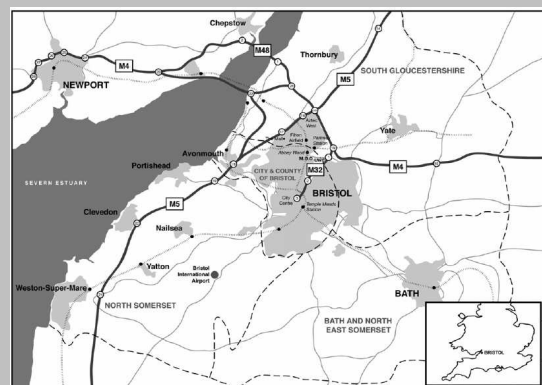 Chepstow
M48
Thornbury
M4
M5
SOUTH GLOUCESTERSHIRE
NEWPORT
Yate
Avonmouth
M4
Portishead
CITY & COUNTY
OF BRISTOL
M32
SEVERN ESTUARY
BRISTOL
City
Centre
Temple Meads
Station
M5
Clevedon
Nailsea
Yatton
Bristol
International
Airport
Weston-Super-Mare
BATH
NORTH SOMERSET
BATH AND NORTH
EAST SOMERSET
BRISTOL